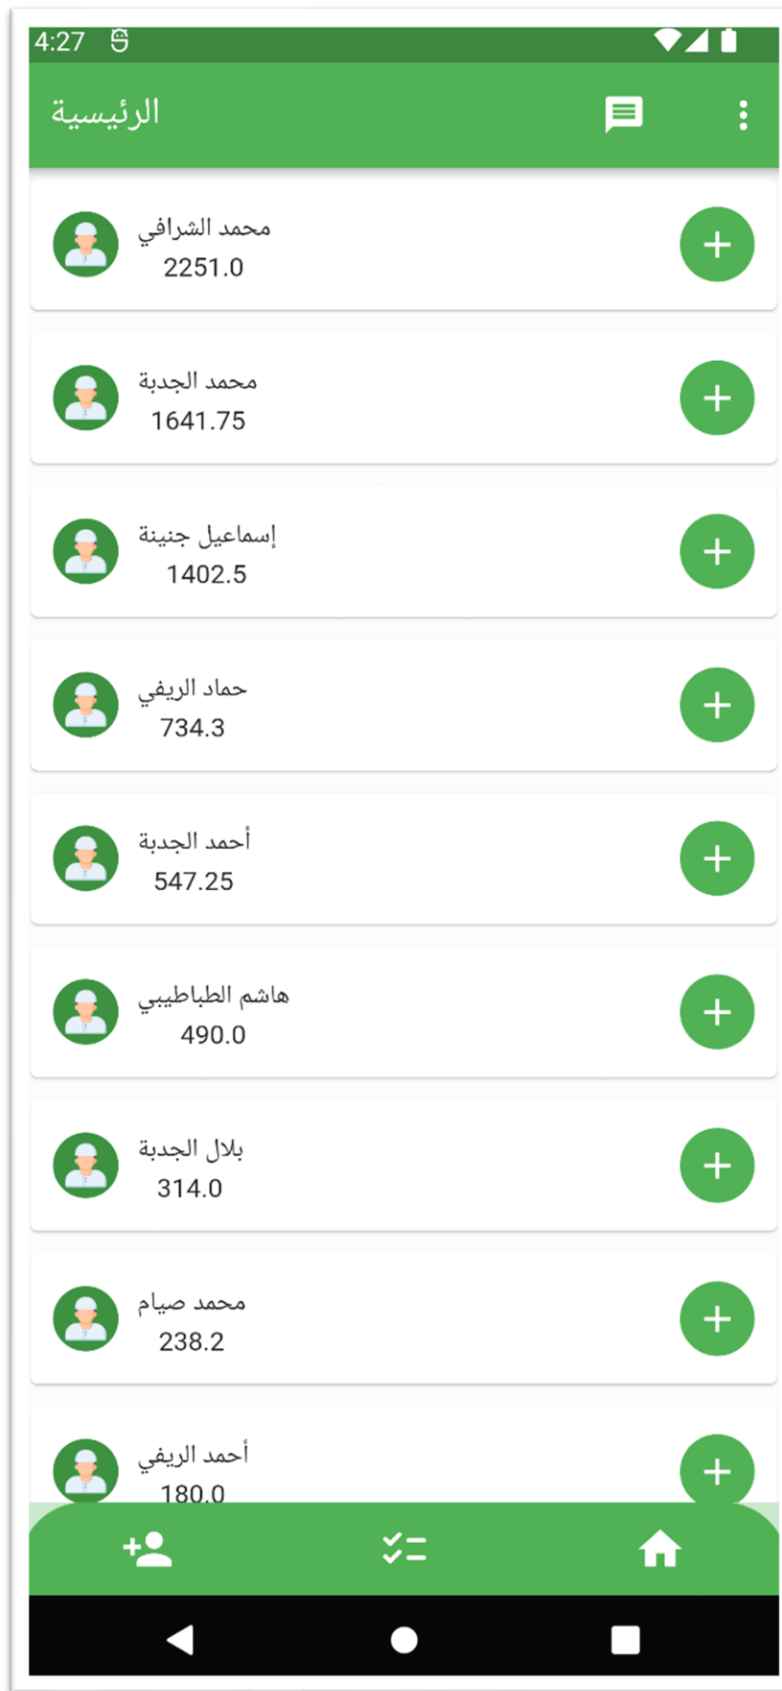 4:27
الرئيسية
محمد الشرافي
2251.0
محمد الجدبة
1641.75
إسماعيل جنينة
1402.5
حماد الريفي
734.3
أحمد الجدبة
547.25
هاشم الطباطيبي
490.0
بلال الجدبة
314.0
محمد صيام
238.2
أحمد الريفي
180.0